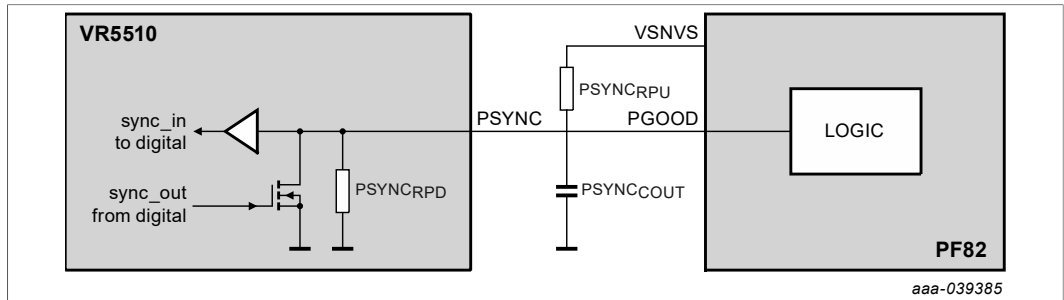 VR5510
VSNVS
PSYNCRPU
sync_in
to digital
PSYNC
PGOOD
LOGIC
sync_out
from digital
PSYNCRPD
PSYNCCOUT
PF82
aaa-039385